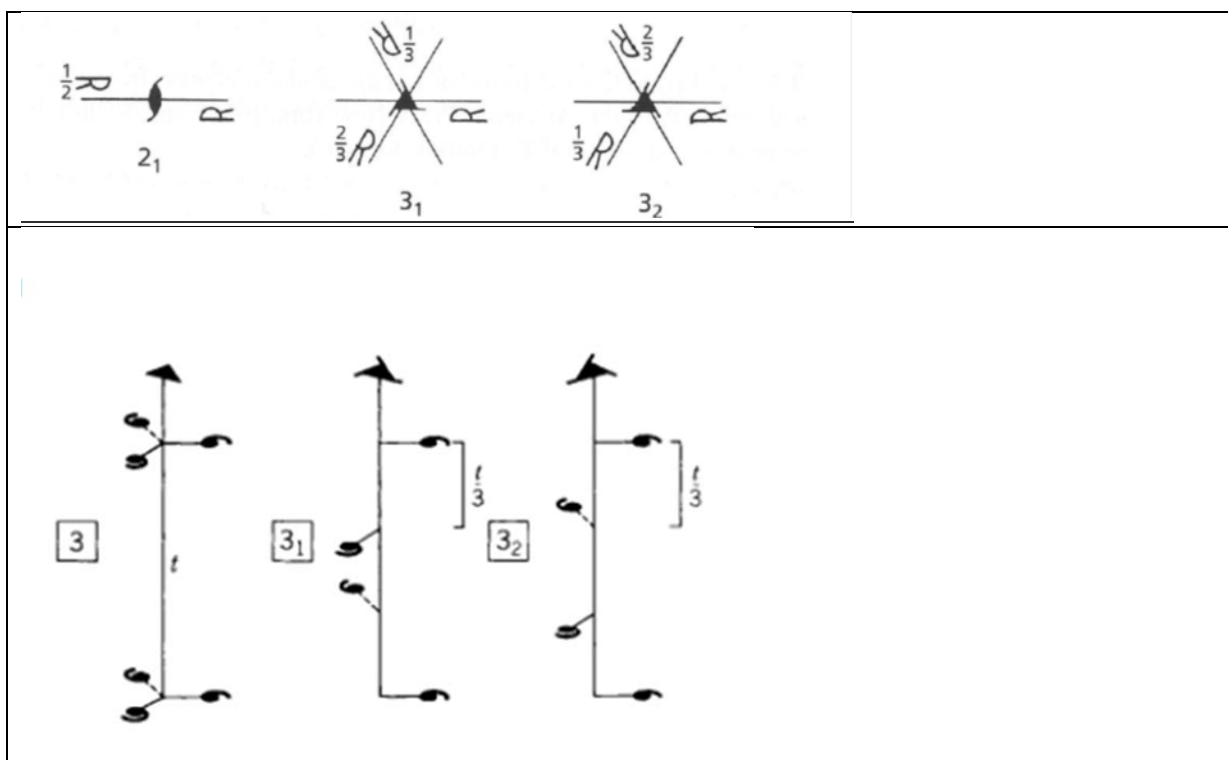 1/2 R R
2₁
R 1/3
2/3 R R
3₁
R 2/3
1/3 R R
3₂
3
t
3₁
t/3
3₂
t/3